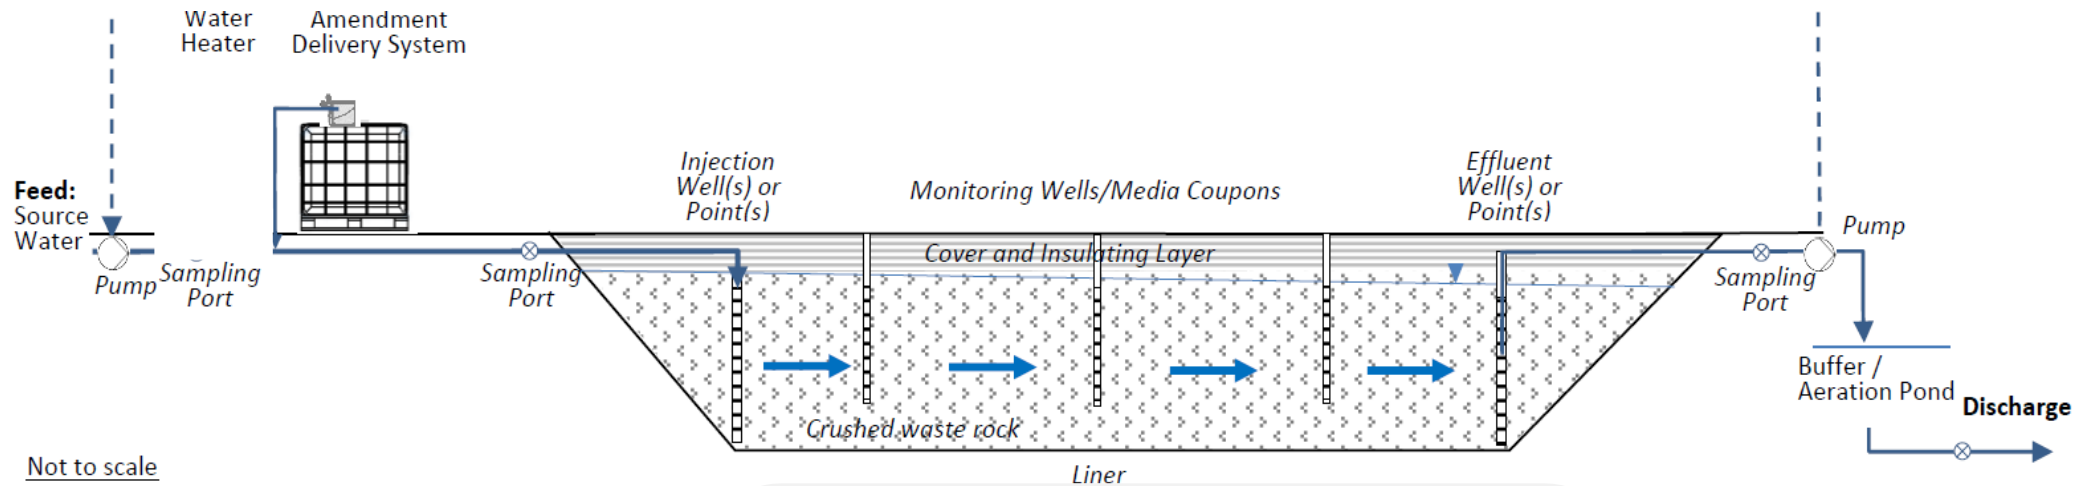 Water
Heater
Amendment
Delivery System
Feed:
Source
Water
Pump
Sampling
Port
Sampling
Port
Injection
Well(s) or
Point(s)
Monitoring Wells/Media Coupons
Effluent
Well(s) or
Point(s)
Cover and Insulating Layer
Crushed waste rock
Liner
Pump
Sampling
Port
Buffer /
Aeration Pond
Discharge
Not to scale